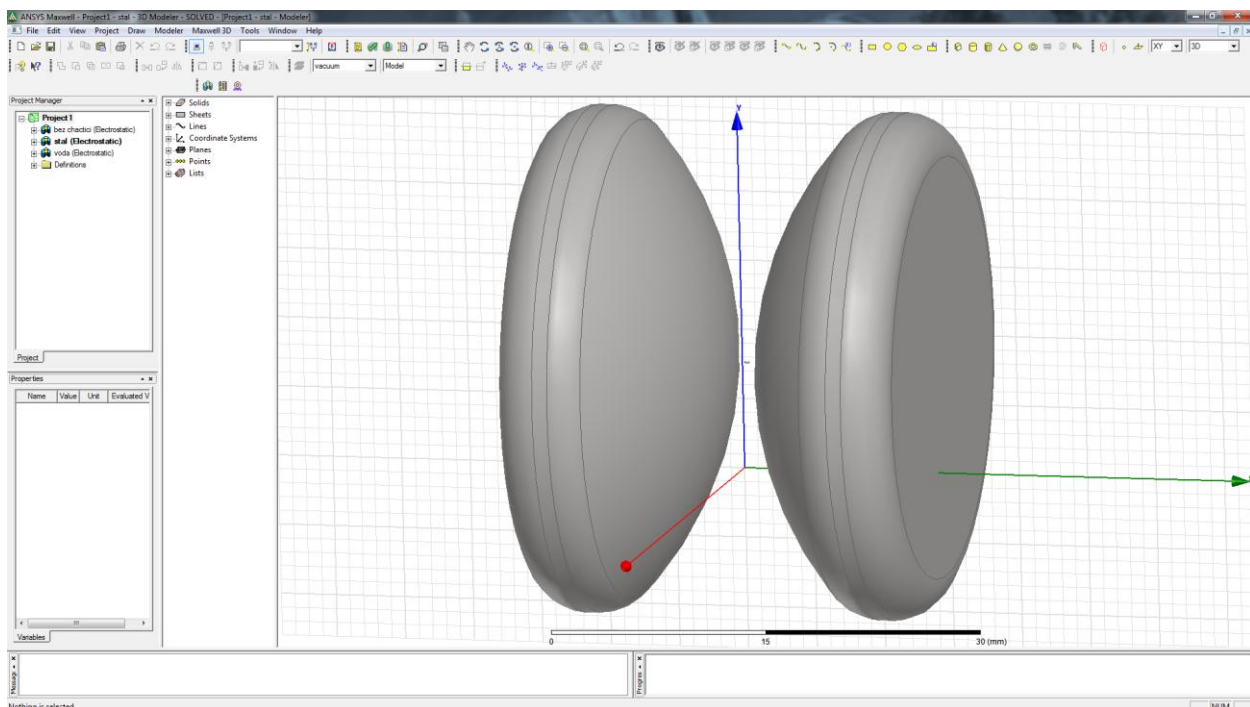 ANSYS Maxwell - Project1 - stal - 3D Modeler - SOLVED - [Project1 - stal - Modeler]
File Edit View Project Draw Modeler Maxwell 3D Tools Window Help
XY 3D
vacuum Model
Project Manager
Project1
bez chactici (Electrostatic)
stal (Electrostatic)
voda (Electrostatic)
Definitions
Project
Solids
Sheets
Lines
Coordinate Systems
Planes
Points
Lists
Properties
Name Value Unit Evaluated V
Variables
0 15 30 (mm)
Nothing is selected NUM